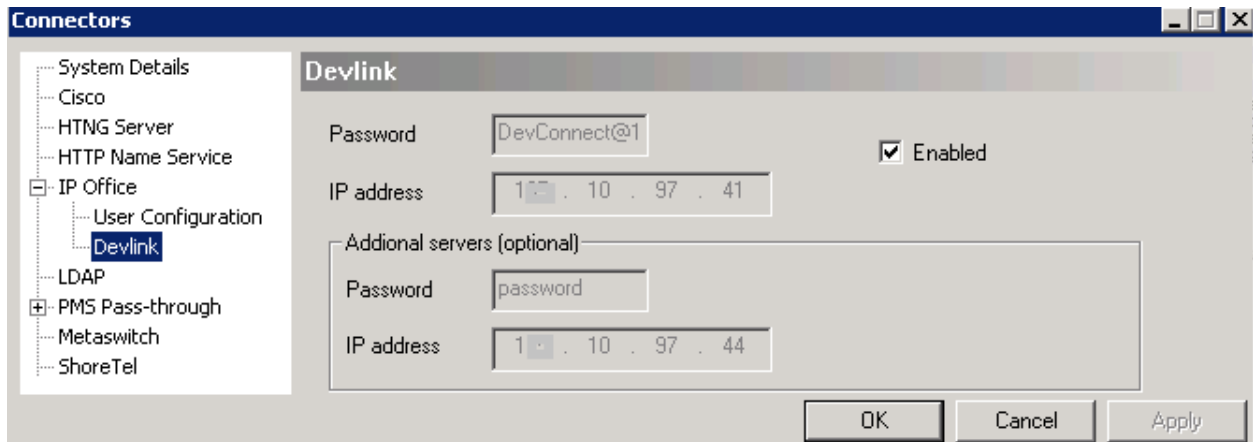 Connectors
System Details
Cisco
HTNG Server
HTTP Name Service
IP Office
User Configuration
Devlink
LDAP
PMS Pass-through
Metaswitch
ShoreTel
Devlink
Password DevConnect@1
Enabled
IP address . 10 . 97 . 41
Addional servers (optional)
Password password
IP address . 10 . 97 . 44
OK Cancel Apply